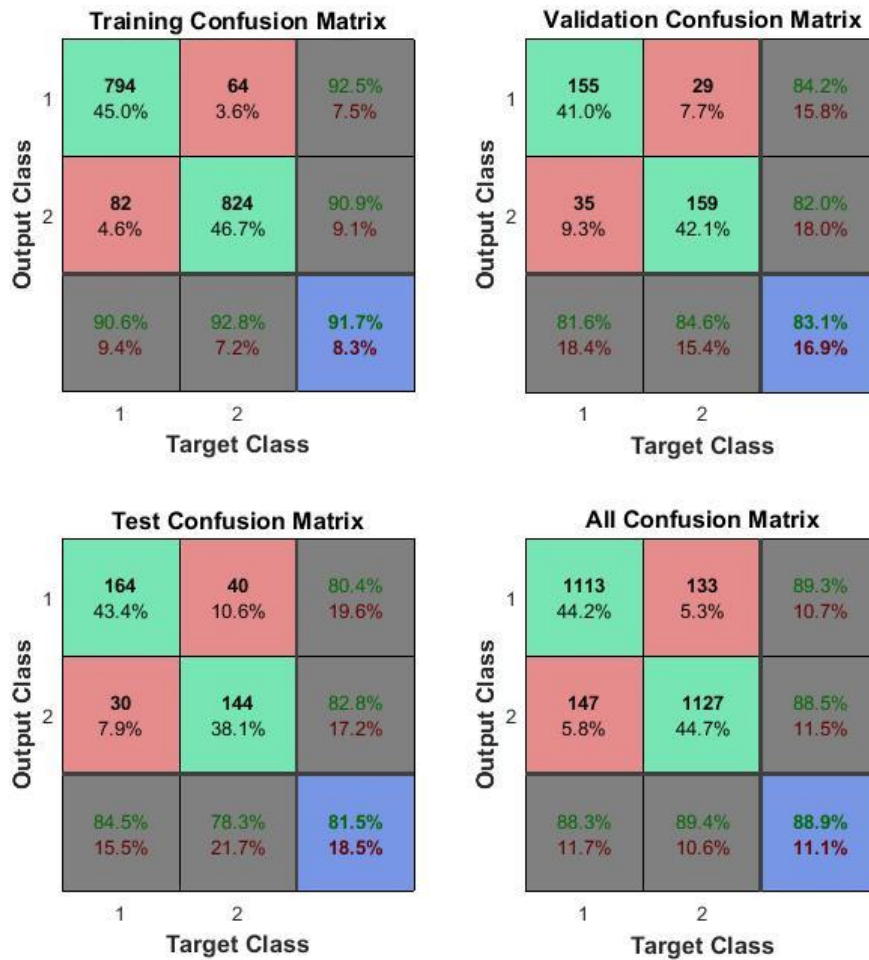 Training Confusion Matrix
794 64 92.5%
1 45.0% 3.6% 7.5%
82 824 90.9%
2 4.6% 46.7% 9.1%
90.6% 92.8% 91.7%
9.4% 7.2% 8.3%
1 2
Target Class
Output Class
Validation Confusion Matrix
155 29 84.2%
1 41.0% 7.7% 15.8%
35 159 82.0%
2 9.3% 42.1% 18.0%
81.6% 84.6% 83.1%
18.4% 15.4% 16.9%
1 2
Target Class
Output Class
Test Confusion Matrix
164 40 80.4%
1 43.4% 10.6% 19.6%
30 144 82.8%
2 7.9% 38.1% 17.2%
84.5% 78.3% 81.5%
15.5% 21.7% 18.5%
1 2
Target Class
Output Class
All Confusion Matrix
1113 133 89.3%
1 44.2% 5.3% 10.7%
147 1127 88.5%
2 5.8% 44.7% 11.5%
88.3% 89.4% 88.9%
11.7% 10.6% 11.1%
1 2
Target Class
Output Class